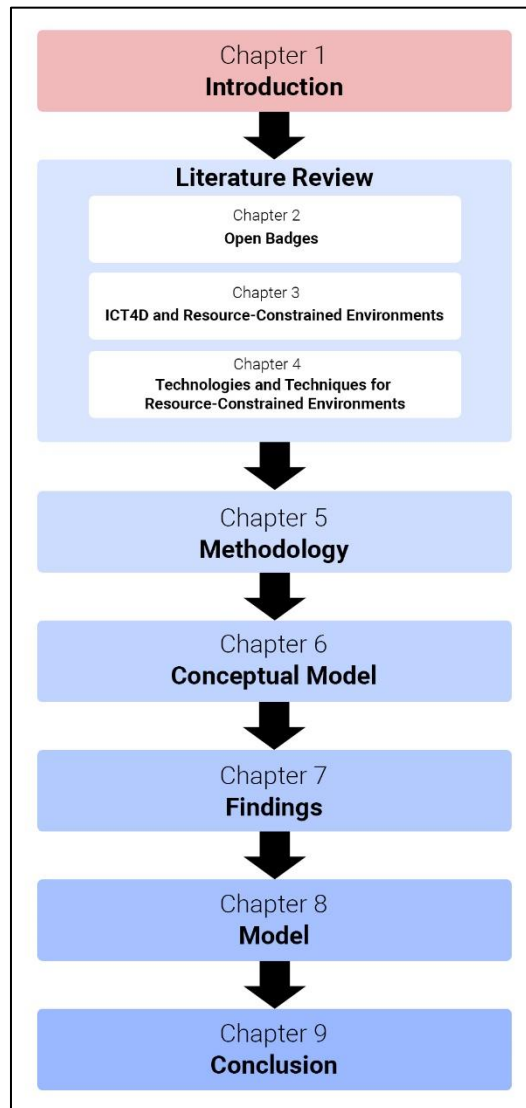 Chapter 1
Introduction
Literature Review
Chapter 2
Open Badges
Chapter 3
ICT4D and Resource-Constrained Environments
Chapter 4
Technologies and Techniques for
Resource-Constrained Environments
Chapter 5
Methodology
Chapter 6
Conceptual Model
Chapter 7
Findings
Chapter 8
Model
Chapter 9
Conclusion